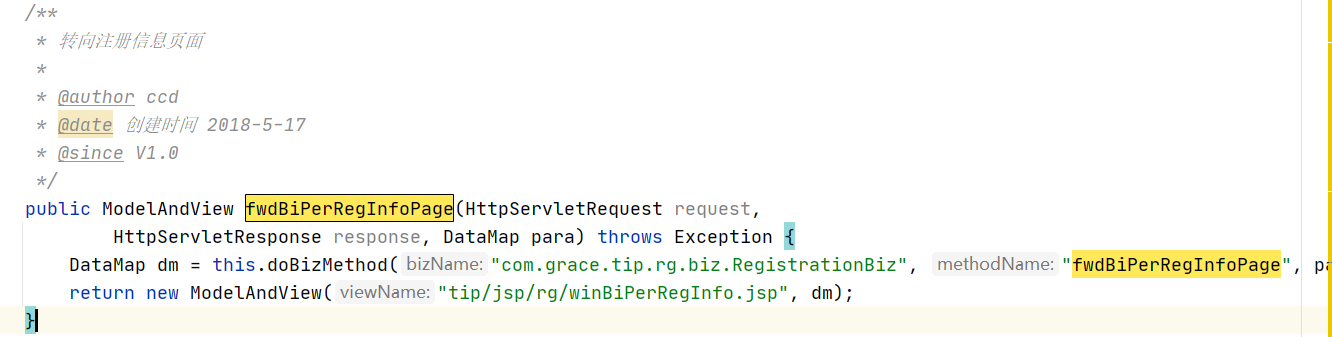 /**
* 转向注册信息页面
*
* @author ccd
* @date 创建时间 2018-5-17
* @since V1.0
*/
public ModelAndView fwdBiPerRegInfoPage(HttpServletRequest request,
HttpServletResponse response, DataMap para) throws Exception {
DataMap dm = this.doBizMethod( bizName: "com.grace.tip.rg.biz.RegistrationBiz", methodName: "fwdBiPerRegInfoPage", pa
return new ModelAndView( viewName: "tip/jsp/rg/winBiPerRegInfo.jsp", dm);
}